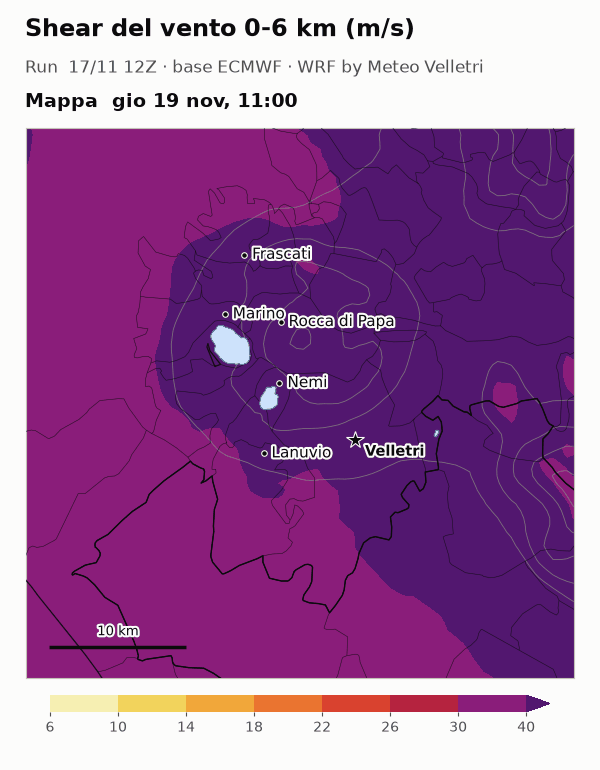 Shear del vento 0-6 km (m/s)
Run  17/11 12Z · base ECMWF · WRF by Meteo Velletri
Mappa  gio 19 nov, 11:00
Frascati
Marino
Rocca di Papa
Nemi
Velletri
Lanuvio
10 km
6 10 14 18 22 26 30 40